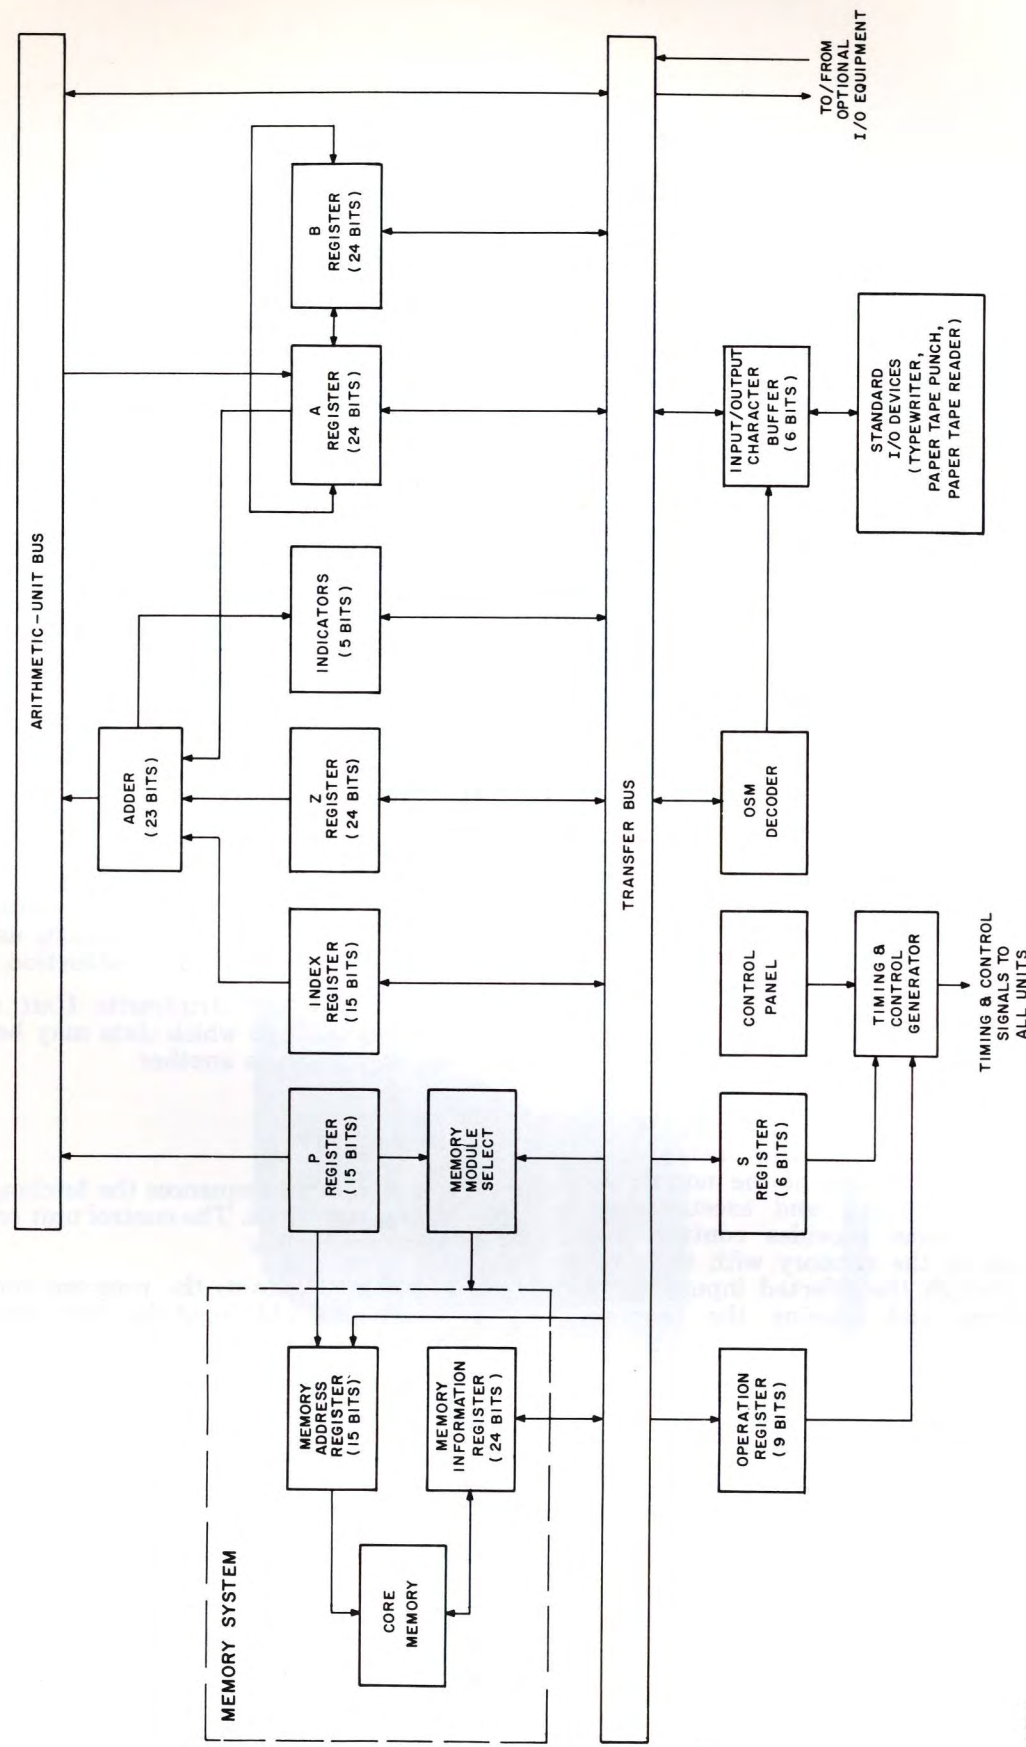 ARITHMETIC-UNIT BUS
ADDER
(23 BITS)
P
REGISTER
(15 BITS)
INDEX
REGISTER
(15 BITS)
Z
REGISTER
(24 BITS)
INDICATORS
(5 BITS)
A
REGISTER
(24 BITS)
B
REGISTER
(24 BITS)
MEMORY SYSTEM
CORE
MEMORY
MEMORY
ADDRESS
REGISTER
(15 BITS)
MEMORY
INFORMATION
REGISTER
(24 BITS)
MEMORY
MODULE
SELECT
TRANSFER BUS
OPERATION
REGISTER
(9 BITS)
S
REGISTER
(6 BITS)
CONTROL
PANEL
OSM
DECODER
INPUT/OUTPUT
CHARACTER
BUFFER
(6 BITS)
TIMING &
CONTROL
GENERATOR
STANDARD
I/O DEVICES
(TYPEWRITER,
PAPER TAPE PUNCH,
PAPER TAPE READER)
TO/FROM
OPTIONAL
I/O EQUIPMENT
TIMING & CONTROL
SIGNALS TO
ALL UNITS